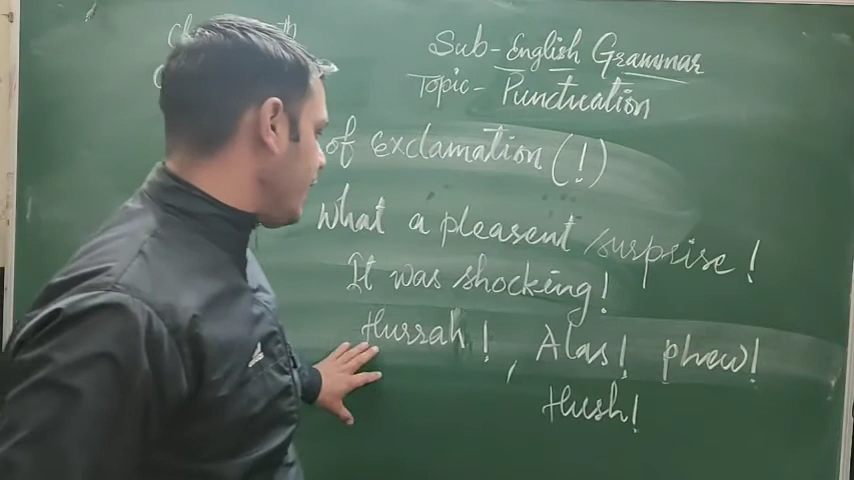 Sub-English Grammar
Topic- Punctuation
of exclamation (!)
What a pleasent surprise!
It was shocking!
Hurrah!, Alas! phew!
Hush!